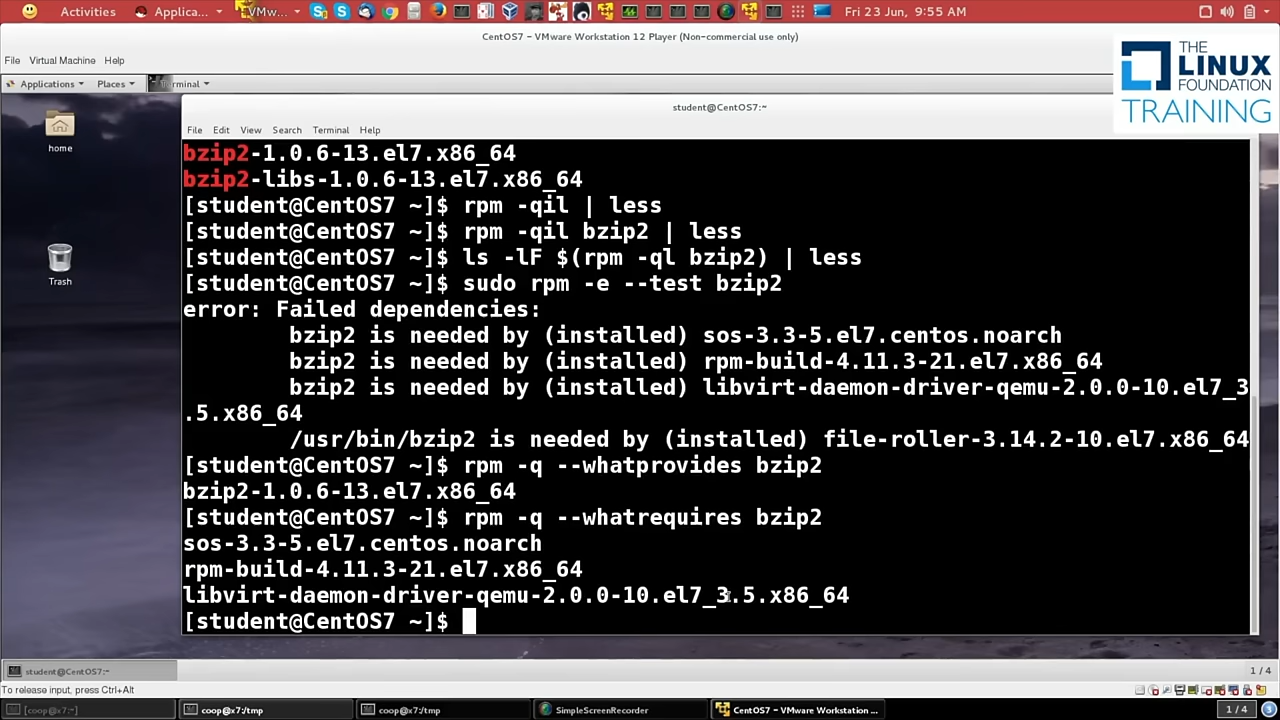 Activities
Applica...
VMw...
Fri 23 Jun, 9:55 AM
CentOS7 - VMware Workstation 12 Player (Non-commercial use only)
File Virtual Machine Help
THE
LINUX
FOUNDATION
TRAINING
Applications Places Terminal
student@CentOS7:~
File Edit View Search Terminal Help
home
Trash
bzip2-1.0.6-13.el7.x86_64
bzip2-libs-1.0.6-13.el7.x86_64
[student@CentOS7 ~]$ rpm -qil | less
[student@CentOS7 ~]$ rpm -qil bzip2 | less
[student@CentOS7 ~]$ ls -lF $(rpm -ql bzip2) | less
[student@CentOS7 ~]$ sudo rpm -e --test bzip2
error: Failed dependencies:
        bzip2 is needed by (installed) sos-3.3-5.el7.centos.noarch
        bzip2 is needed by (installed) rpm-build-4.11.3-21.el7.x86_64
        bzip2 is needed by (installed) libvirt-daemon-driver-qemu-2.0.0-10.el7_3
.5.x86_64
        /usr/bin/bzip2 is needed by (installed) file-roller-3.14.2-10.el7.x86_64
[student@CentOS7 ~]$ rpm -q --whatprovides bzip2
bzip2-1.0.6-13.el7.x86_64
[student@CentOS7 ~]$ rpm -q --whatrequires bzip2
sos-3.3-5.el7.centos.noarch
rpm-build-4.11.3-21.el7.x86_64
libvirt-daemon-driver-qemu-2.0.0-10.el7_3.5.x86_64
[student@CentOS7 ~]$
student@CentOS7:~
1 / 4
To release input, press Ctrl+Alt
[coop@x7:~]
coop@x7:/tmp
coop@x7:/tmp
SimpleScreenRecorder
CentOS7 - VMware Workstation ...
1 / 4
3